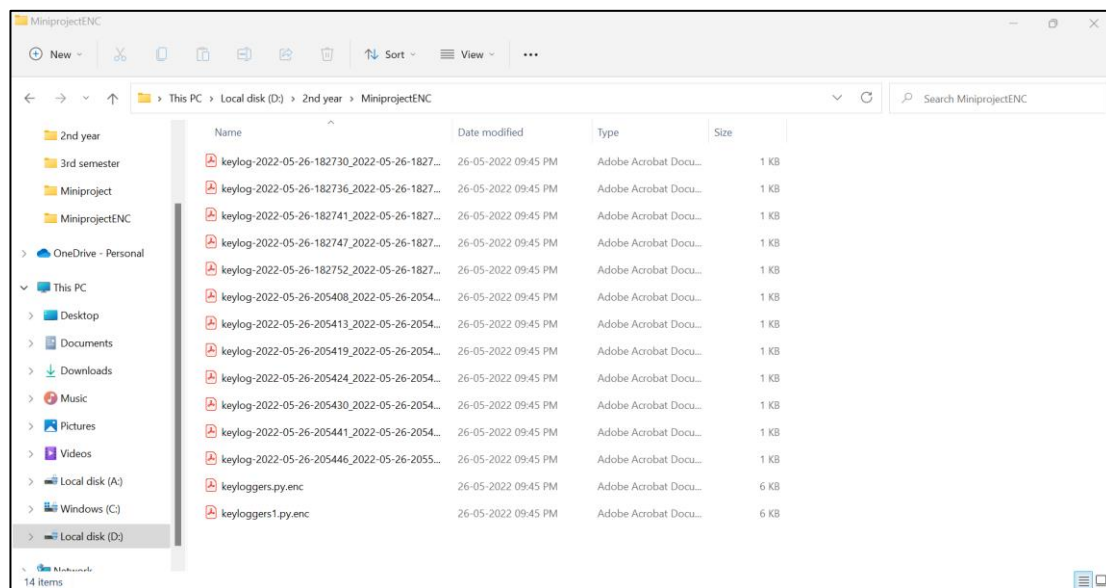 MiniprojectENC
New Sort View
This PC > Local disk (D:) > 2nd year > MiniprojectENC Search MiniprojectENC
Name Date modified Type Size
2nd year
3rd semester
Miniproject
MiniprojectENC
OneDrive - Personal
This PC
Desktop
Documents
Downloads
Music
Pictures
Videos
Local disk (A:)
Windows (C:)
Local disk (D:)
Network
keylog-2022-05-26-182730_2022-05-26-1827... 26-05-2022 09:45 PM Adobe Acrobat Docu... 1 KB
keylog-2022-05-26-182736_2022-05-26-1827... 26-05-2022 09:45 PM Adobe Acrobat Docu... 1 KB
keylog-2022-05-26-182741_2022-05-26-1827... 26-05-2022 09:45 PM Adobe Acrobat Docu... 1 KB
keylog-2022-05-26-182747_2022-05-26-1827... 26-05-2022 09:45 PM Adobe Acrobat Docu... 1 KB
keylog-2022-05-26-182752_2022-05-26-1827... 26-05-2022 09:45 PM Adobe Acrobat Docu... 1 KB
keylog-2022-05-26-205408_2022-05-26-2054... 26-05-2022 09:45 PM Adobe Acrobat Docu... 1 KB
keylog-2022-05-26-205413_2022-05-26-2054... 26-05-2022 09:45 PM Adobe Acrobat Docu... 1 KB
keylog-2022-05-26-205419_2022-05-26-2054... 26-05-2022 09:45 PM Adobe Acrobat Docu... 1 KB
keylog-2022-05-26-205424_2022-05-26-2054... 26-05-2022 09:45 PM Adobe Acrobat Docu... 1 KB
keylog-2022-05-26-205430_2022-05-26-2054... 26-05-2022 09:45 PM Adobe Acrobat Docu... 1 KB
keylog-2022-05-26-205441_2022-05-26-2054... 26-05-2022 09:45 PM Adobe Acrobat Docu... 1 KB
keylog-2022-05-26-205446_2022-05-26-2055... 26-05-2022 09:45 PM Adobe Acrobat Docu... 1 KB
keyloggers.py.enc 26-05-2022 09:45 PM Adobe Acrobat Docu... 6 KB
keyloggers1.py.enc 26-05-2022 09:45 PM Adobe Acrobat Docu... 6 KB
14 items